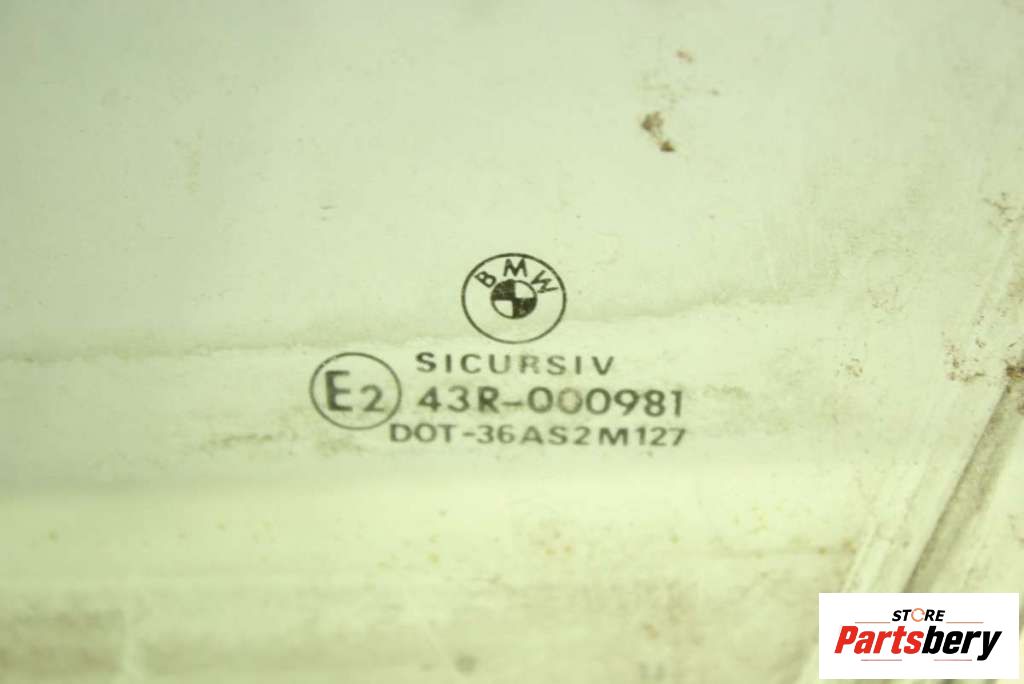 BMW
SICURSIV
E2 43R-000981
DOT-36AS2M127
STORE
Partsbery